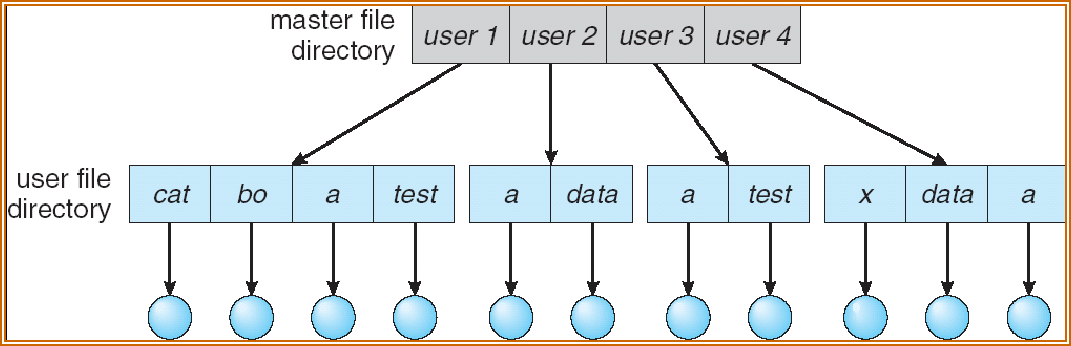 master file
directory
user 1 user 2 user 3 user 4
user file
directory
cat bo a test a data a test x data a